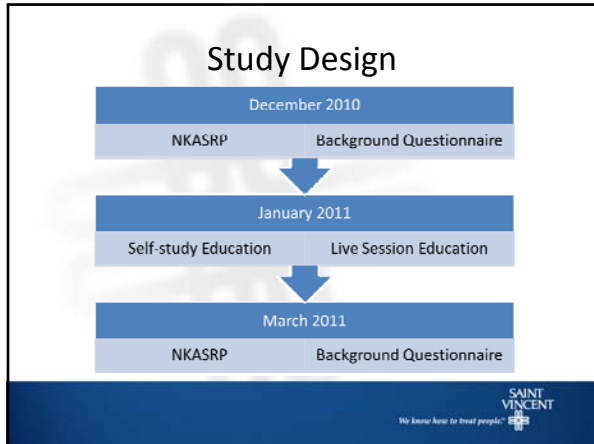 Study Design
December 2010
NKASRP Background Questionnaire
January 2011
Self-study Education Live Session Education
March 2011
NKASRP Background Questionnaire
SAINT
VINCENT
We know how to treat people.®